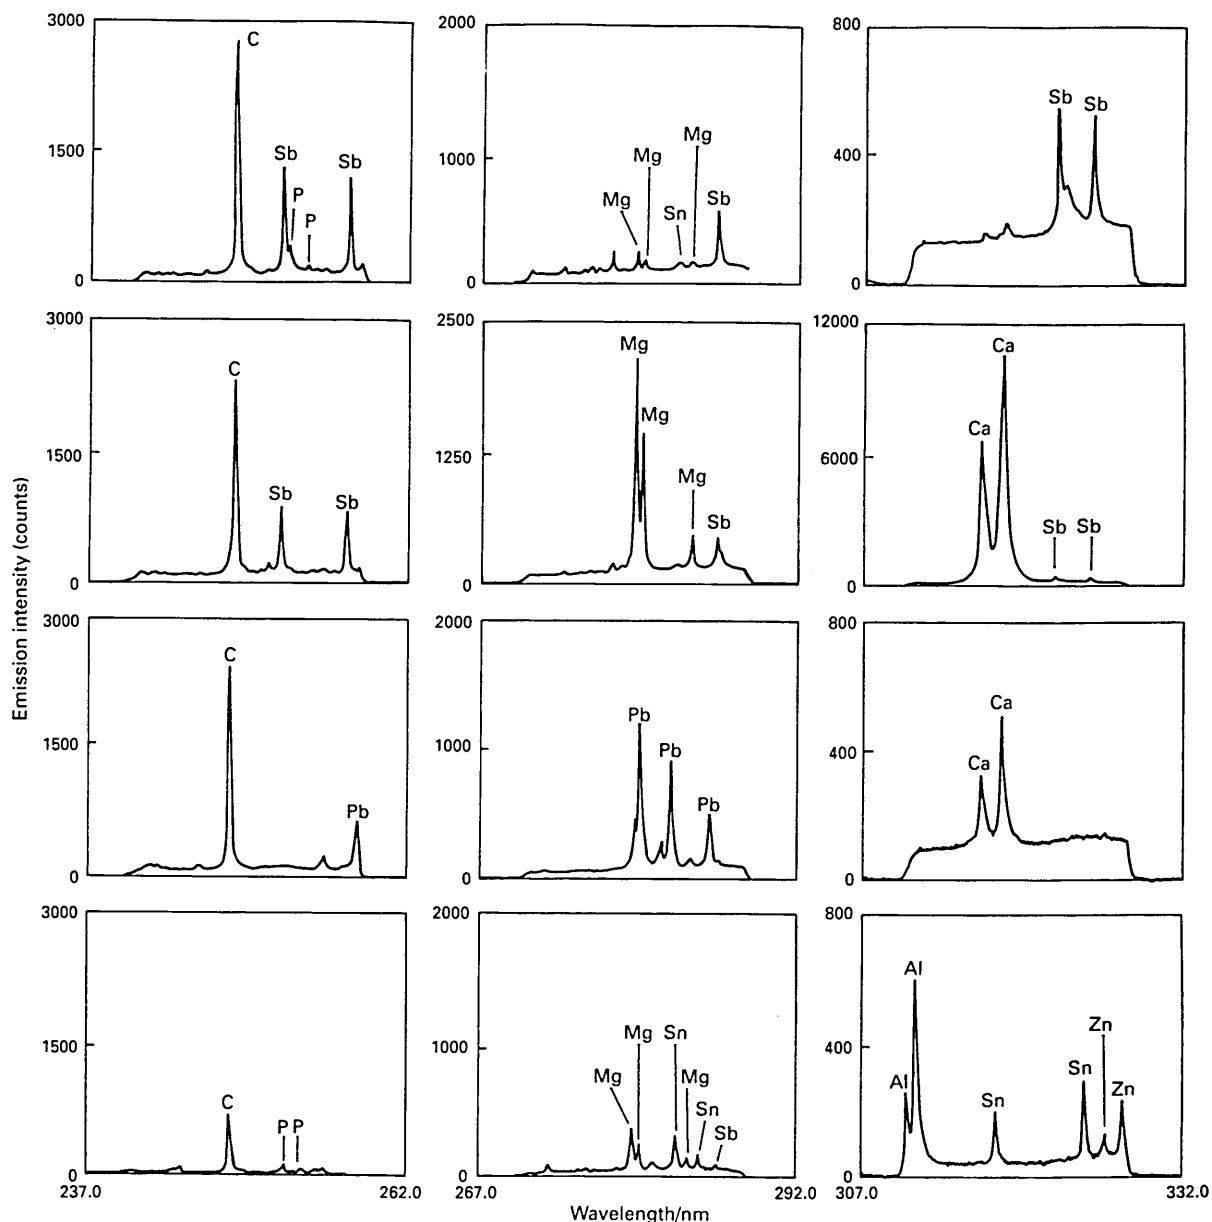 3000
C
1500
Sb
P
P
Sb
0
2000
1000
Mg
Mg
Mg
Sn
Sb
0
800
400
Sb
Sb
0
3000
C
1500
Sb
Sb
0
2500
Mg
Mg
1250
Mg
Sb
0
12000
Ca
Ca
6000
Sb
Sb
0
3000
C
1500
Pb
0
2000
Pb
1000
Pb
Pb
0
800
Ca
400
Ca
0
3000
1500
C
P
P
0
237.0
262.0
2000
1000
Mg
Mg
Sn
Mg
Sn
Sb
0
267.0
292.0
800
Al
400
Al
Sn
Sn
Zn
Zn
0
307.0
332.0
Emission intensity (counts)
Wavelength/nm